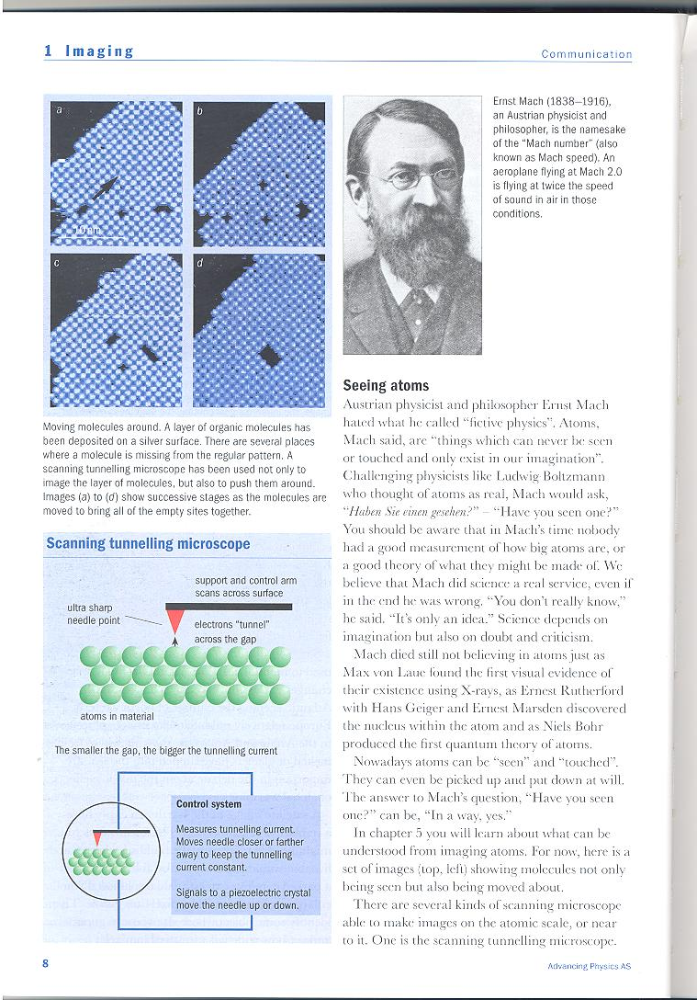 1 Imaging
Communication
a
b
10 nm
c
d
Moving molecules around. A layer of organic molecules has
been deposited on a silver surface. There are several places
where a molecule is missing from the regular pattern. A
scanning tunnelling microscope has been used not only to
image the layer of molecules, but also to push them around.
Images (a) to (d) show successive stages as the molecules are
moved to bring all of the empty sites together.
Scanning tunnelling microscope
support and control arm
scans across surface
ultra sharp
needle point
electrons "tunnel"
across the gap
atoms in material
The smaller the gap, the bigger the tunnelling current
Control system
Measures tunnelling current.
Moves needle closer or farther
away to keep the tunnelling
current constant.
Signals to a piezoelectric crystal
move the needle up or down.
Ernst Mach (1838–1916),
an Austrian physicist and
philosopher, is the namesake
of the "Mach number" (also
known as Mach speed). An
aeroplane flying at Mach 2.0
is flying at twice the speed
of sound in air in those
conditions.
Seeing atoms
Austrian physicist and philosopher Ernst Mach
hated what he called "fictive physics". Atoms,
Mach said, are "things which can never be seen
or touched and only exist in our imagination".
Challenging physicists like Ludwig Boltzmann
who thought of atoms as real, Mach would ask,
"Haben Sie einen gesehen?" – "Have you seen one?"
You should be aware that in Mach's time nobody
had a good measurement of how big atoms are, or
a good theory of what they might be made of. We
believe that Mach did science a real service, even if
in the end he was wrong. "You don't really know,"
he said. "It's only an idea." Science depends on
imagination but also on doubt and criticism.
Mach died still not believing in atoms just as
Max von Laue found the first visual evidence of
their existence using X-rays, as Ernest Rutherford
with Hans Geiger and Ernest Marsden discovered
the nucleus within the atom and as Niels Bohr
produced the first quantum theory of atoms.
Nowadays atoms can be "seen" and "touched".
They can even be picked up and put down at will.
The answer to Mach's question, "Have you seen
one?" can be, "In a way, yes."
In chapter 5 you will learn about what can be
understood from imaging atoms. For now, here is a
set of images (top, left) showing molecules not only
being seen but also being moved about.
There are several kinds of scanning microscope
able to make images on the atomic scale, or near
to it. One is the scanning tunnelling microscope.
8
Advancing Physics AS